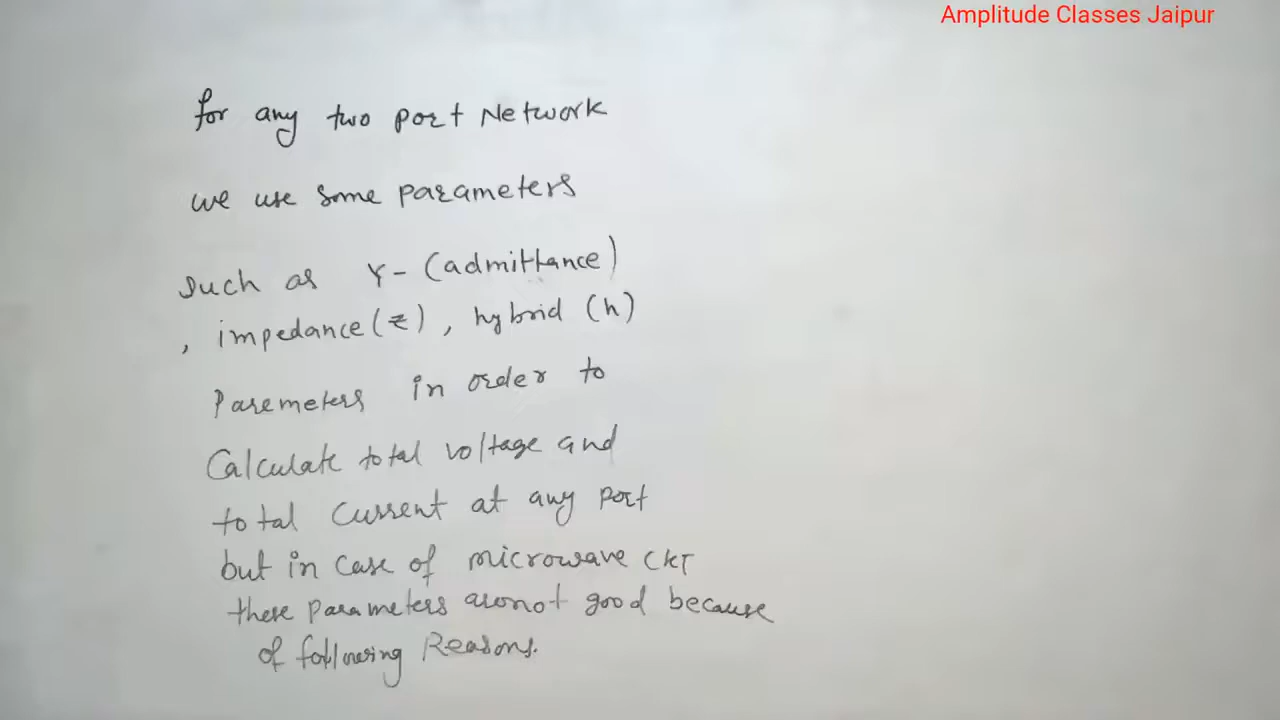 Amplitude Classes Jaipur
for any two port Network
we use some parameters
such as Y- (admittance)
, impedance (z), hybrid (h)
Paremeters in order to
Calculate total voltage and
total current at any port
but in case of microwave CKT
these parameters are not good because
of following Reasons.